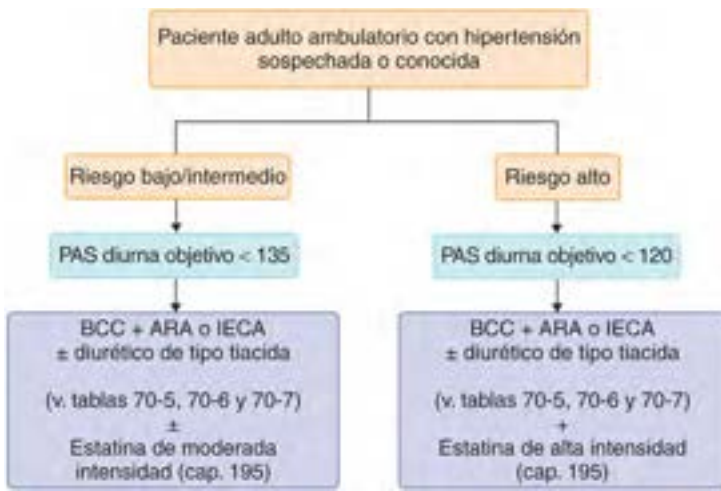 Paciente adulto ambulatorio con hipertensión
sospechada o conocida
Riesgo bajo/intermedio
Riesgo alto
PAS diurna objetivo < 135
PAS diurna objetivo < 120
BCC + ARA o IECA
± diurético de tipo tiacida
(v. tablas 70-5, 70-6 y 70-7)
±
Estatina de moderada
intensidad (cap. 195)
BCC + ARA o IECA
± diurético de tipo tiacida
(v. tablas 70-5, 70-6 y 70-7)
+
Estatina de alta intensidad
(cap. 195)